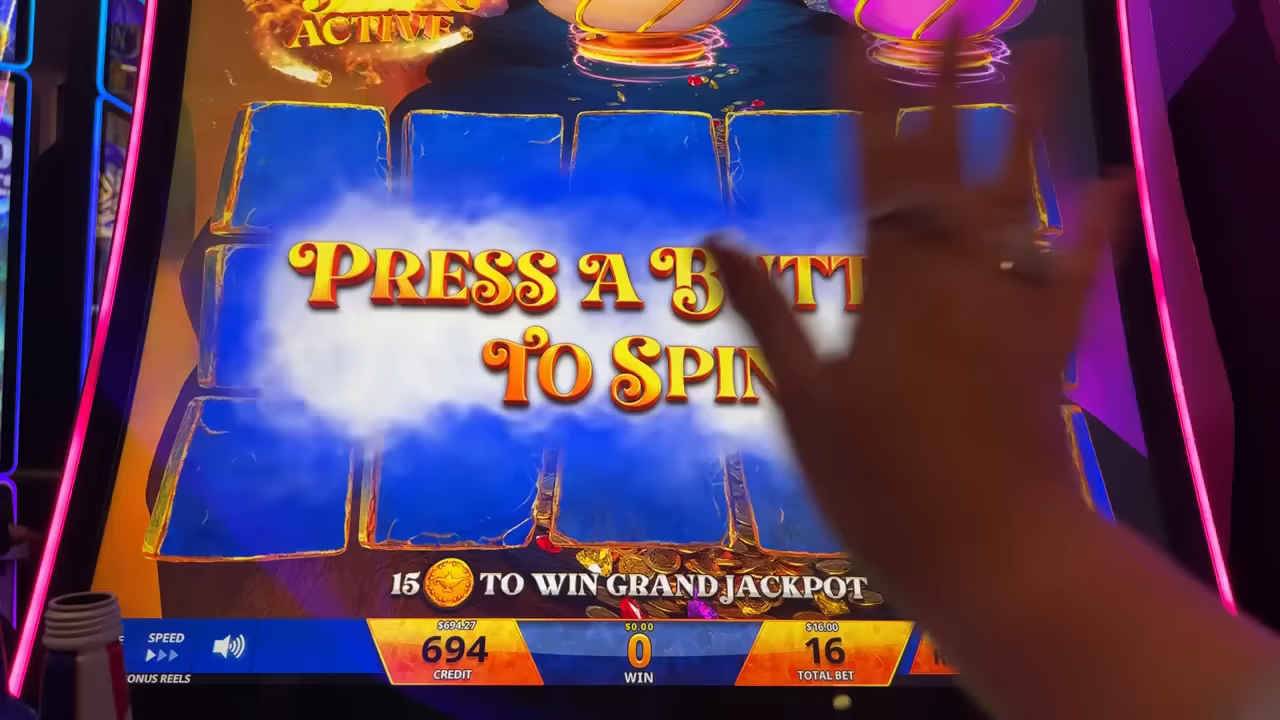 ACTIVE
PRESS A
TO SPIN
15 TO WIN GRAND JACKPOT
SPEED
ONUS REELS
$694.27
694
CREDIT
$0.00
0
WIN
$16.00
16
TOTAL BET